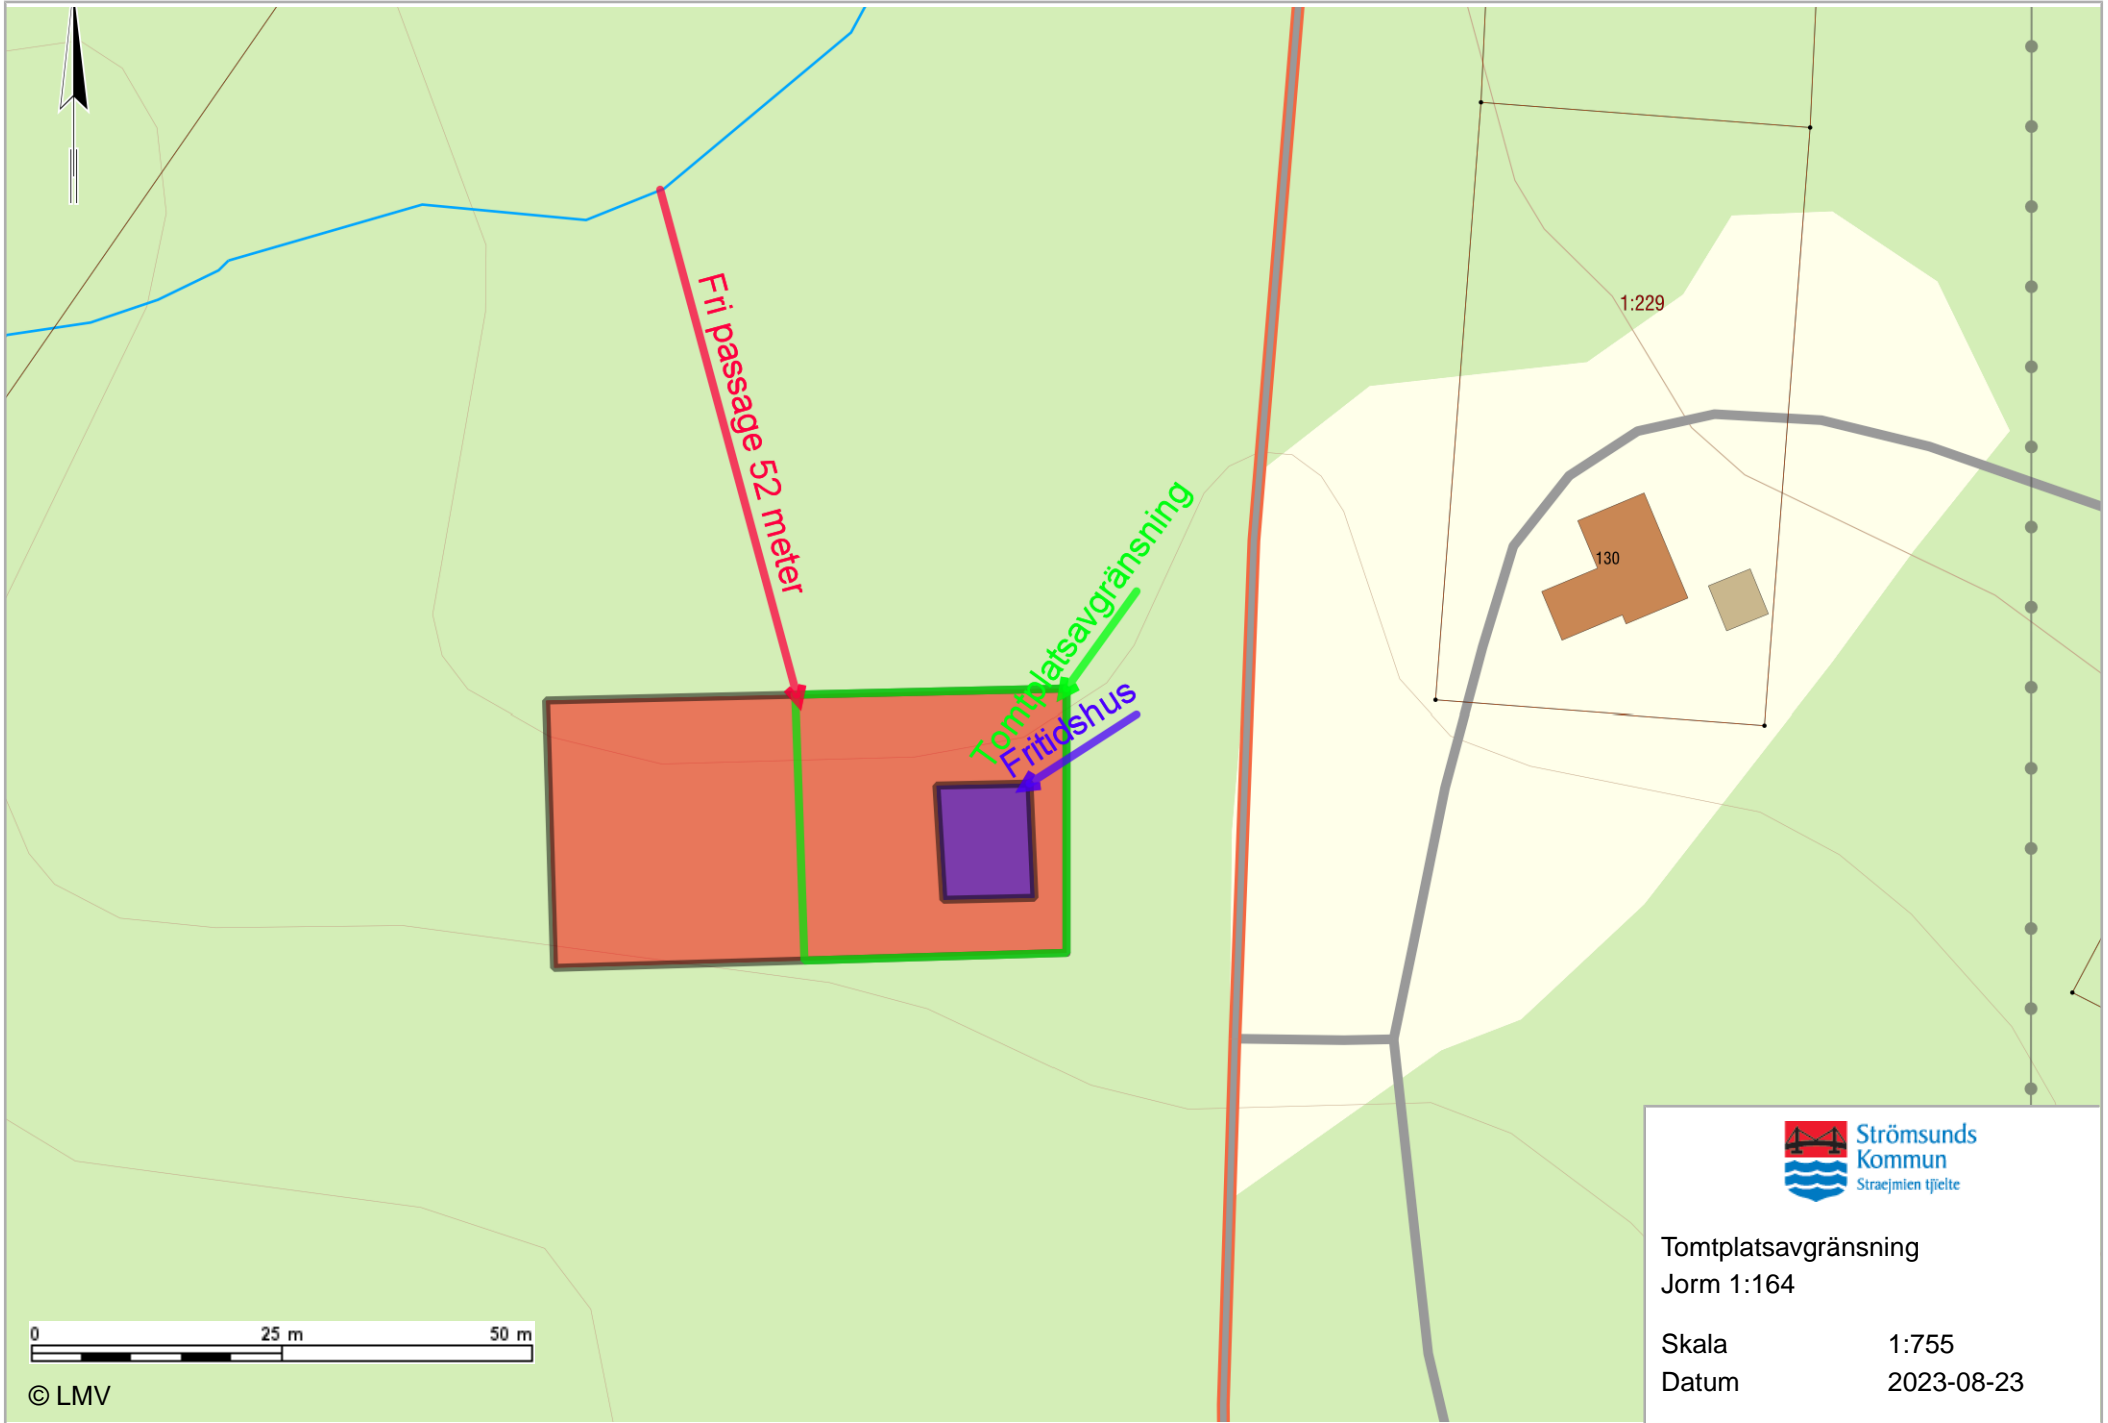 Fri passage 52 meter
Tomtplatsavgränsning
Fritidshus
1:229
130
Strömsunds
Kommun
Straejmien tjïelte
Tomtplatsavgränsning
Jorm 1:164
Skala 1:755
Datum 2023-08-23
0 25 m 50 m
© LMV